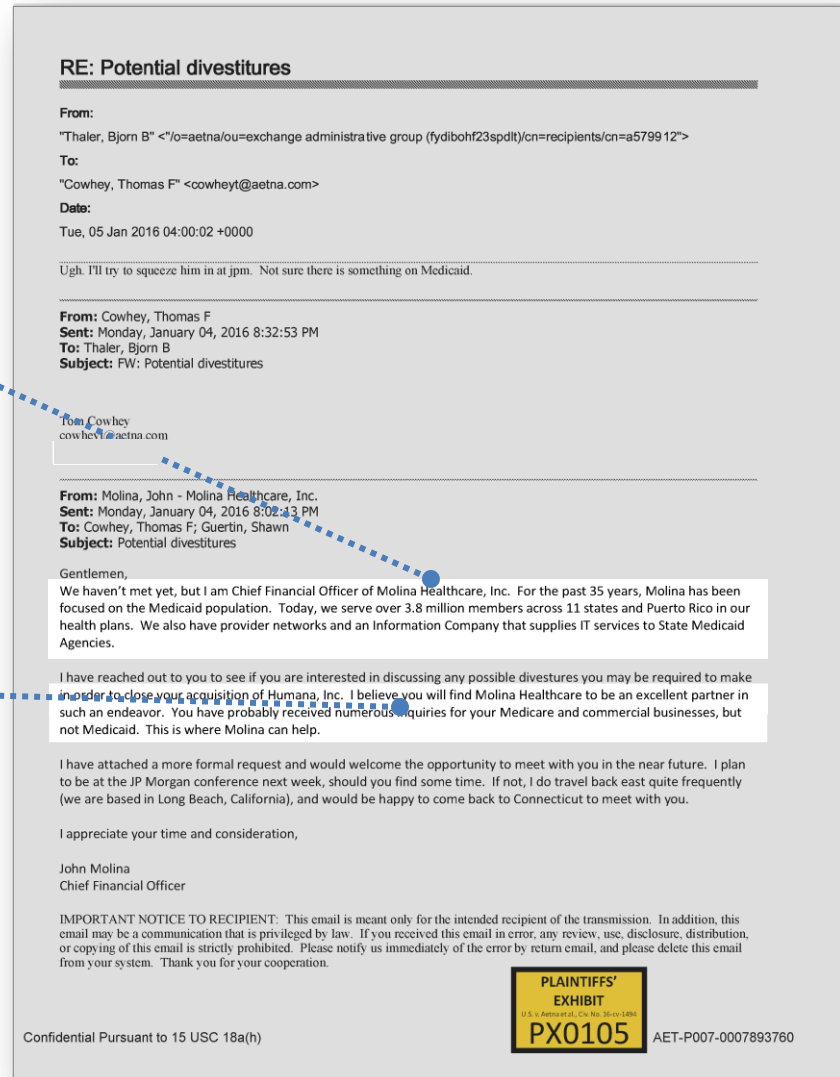 RE: Potential divestitures
From:
"Thaler, Bjorn B" <"/o=aetna/ou=exchange administrative group (fydibohf23spdlt)/cn=recipients/cn=a579912">
To:
"Cowhey, Thomas F" <cowheyt@aetna.com>
Date:
Tue, 05 Jan 2016 04:00:02 +0000
Ugh. I'll try to squeeze him in at jpm. Not sure there is something on Medicaid.
From: Cowhey, Thomas F
Sent: Monday, January 04, 2016 8:32:53 PM
To: Thaler, Bjorn B
Subject: FW: Potential divestitures
Tom Cowhey
cowheyt@aetna.com
From: Molina, John - Molina Healthcare, Inc.
Sent: Monday, January 04, 2016 8:02:13 PM
To: Cowhey, Thomas F; Guertin, Shawn
Subject: Potential divestitures
Gentlemen,
We haven't met yet, but I am Chief Financial Officer of Molina Healthcare, Inc. For the past 35 years, Molina has been
focused on the Medicaid population. Today, we serve over 3.8 million members across 11 states and Puerto Rico in our
health plans. We also have provider networks and an Information Company that supplies IT services to State Medicaid
Agencies.
I have reached out to you to see if you are interested in discussing any possible divestures you may be required to make
in order to close your acquisition of Humana, Inc. I believe you will find Molina Healthcare to be an excellent partner in
such an endeavor. You have probably received numerous inquiries for your Medicare and commercial businesses, but
not Medicaid. This is where Molina can help.
I have attached a more formal request and would welcome the opportunity to meet with you in the near future. I plan
to be at the JP Morgan conference next week, should you find some time. If not, I do travel back east quite frequently
(we are based in Long Beach, California), and would be happy to come back to Connecticut to meet with you.
I appreciate your time and consideration,
John Molina
Chief Financial Officer
IMPORTANT NOTICE TO RECIPIENT: This email is meant only for the intended recipient of the transmission. In addition, this
email may be a communication that is privileged by law. If you received this email in error, any review, use, disclosure, distribution,
or copying of this email is strictly prohibited. Please notify us immediately of the error by return email, and please delete this email
from your system. Thank you for your cooperation.
PLAINTIFFS'
EXHIBIT
U.S. v. Aetna et al., Civ. No. 16-cv-1494
PX0105
Confidential Pursuant to 15 USC 18a(h)
AET-P007-0007893760